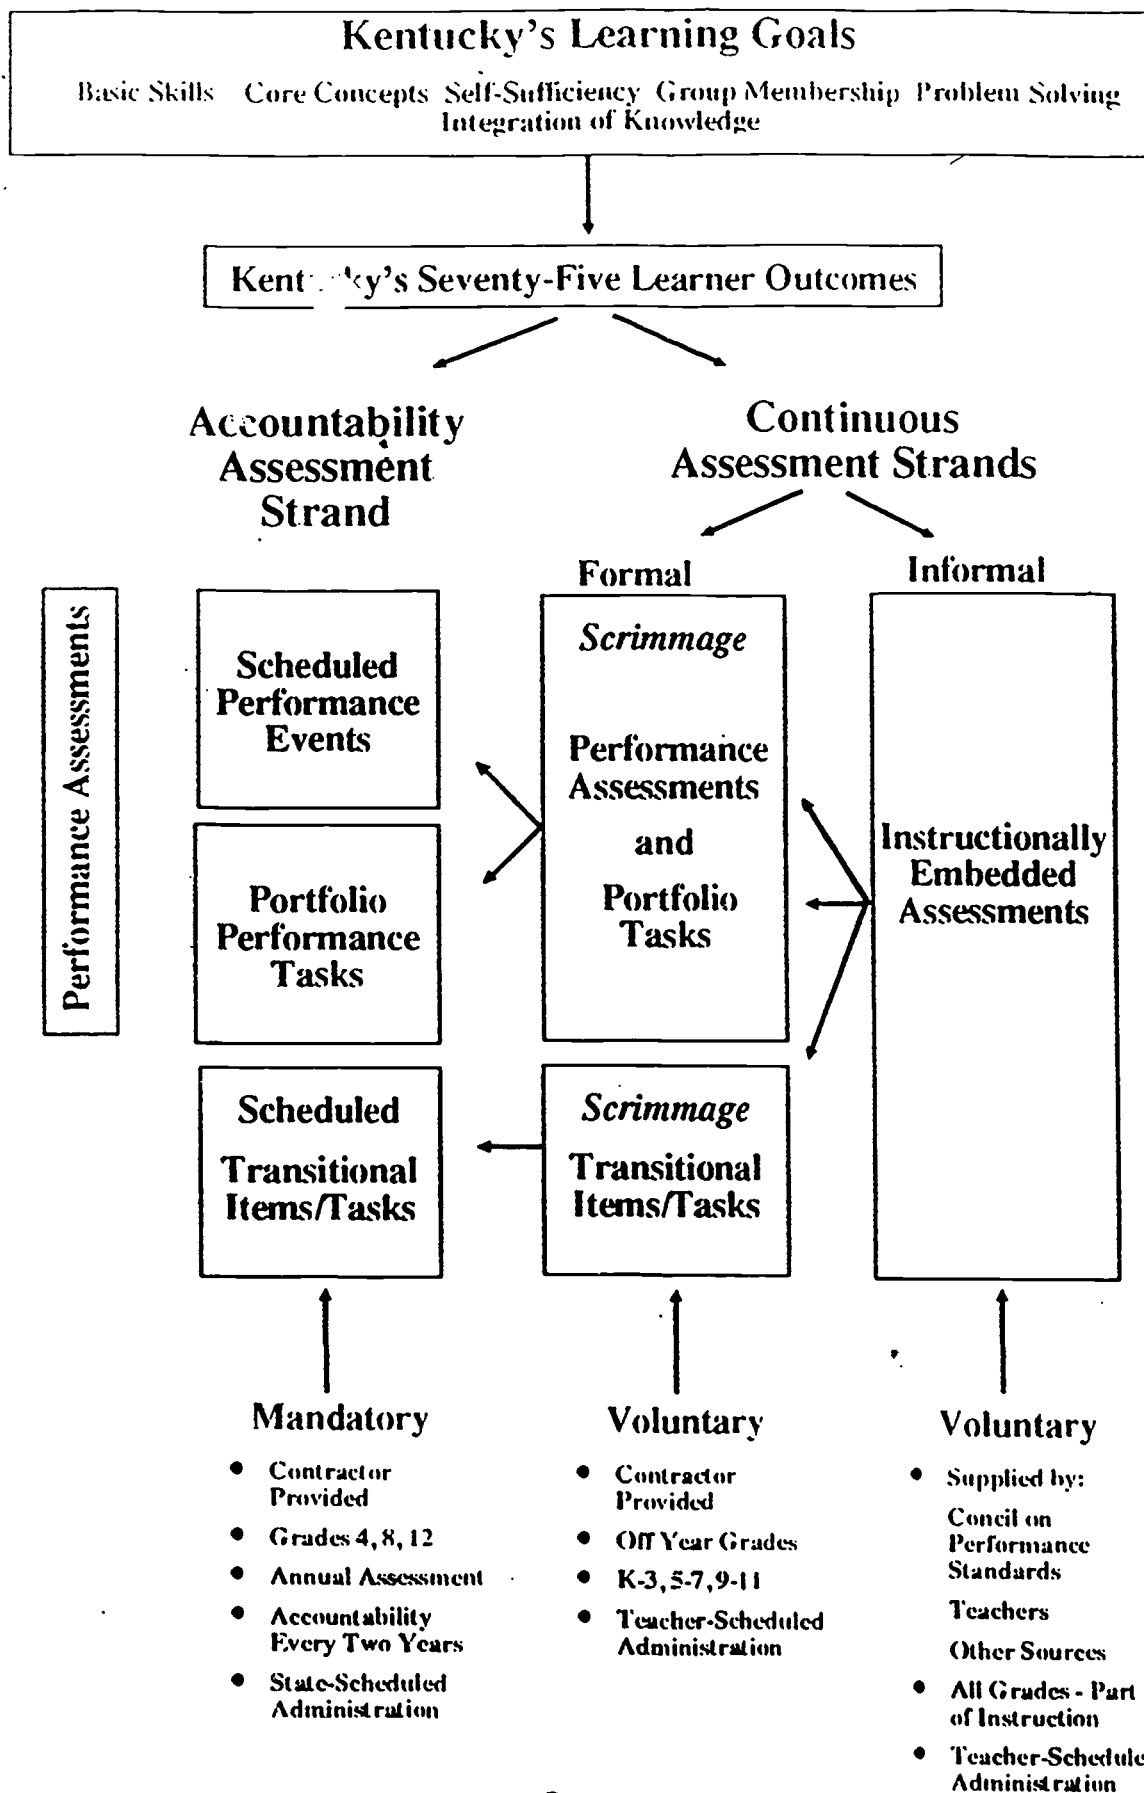 Kentucky's Learning Goals
Basic Skills Core Concepts Self-Sufficiency Group Membership Problem Solving
Integration of Knowledge
Kentucky's Seventy-Five Learner Outcomes
Accountability
Assessment
Strand
Continuous
Assessment Strands
Formal
Informal
Performance Assessments
Scheduled
Performance
Events
Portfolio
Performance
Tasks
Scheduled
Transitional
Items/Tasks
Scrimmage
Performance
Assessments
and
Portfolio
Tasks
Scrimmage
Transitional
Items/Tasks
Instructionally
Embedded
Assessments
Mandatory
• Contractor
Provided
• Grades 4, 8, 12
• Annual Assessment
• Accountability
Every Two Years
• State-Scheduled
Administration
Voluntary
• Contractor
Provided
• Off Year Grades
• K-3, 5-7, 9-11
• Teacher-Scheduled
Administration
Voluntary
• Supplied by:
Concil on
Performance
Standards
Teachers
Other Sources
• All Grades - Part
of Instruction
• Teacher-Schedule
Administration